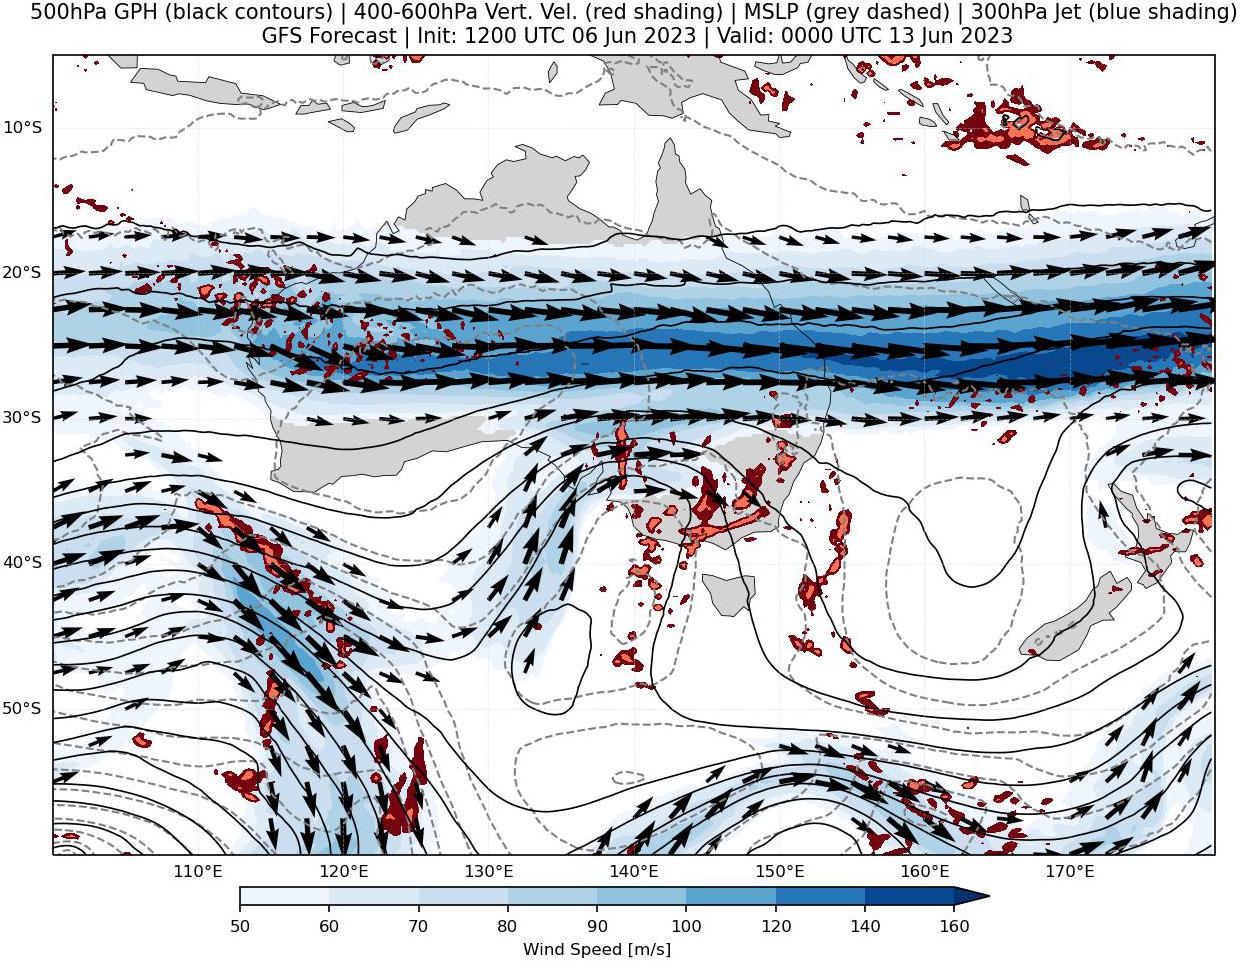 500hPa GPH (black contours) | 400-600hPa Vert. Vel. (red shading) | MSLP (grey dashed) | 300hPa Jet (blue shading)
GFS Forecast | Init: 1200 UTC 06 Jun 2023 | Valid: 0000 UTC 13 Jun 2023
10°S
20°S
30°S
40°S
50°S
110°E 120°E 130°E 140°E 150°E 160°E 170°E
50 60 70 80 90 100 120 140 160
Wind Speed [m/s]